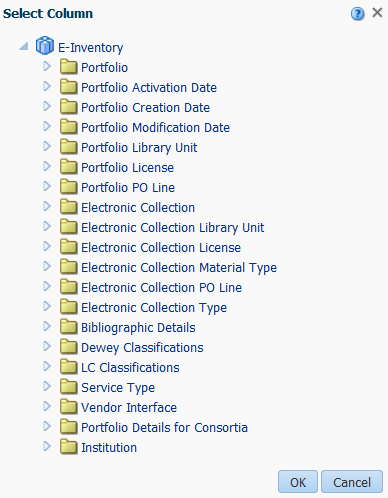 Select Column
E-Inventory
Portfolio
Portfolio Activation Date
Portfolio Creation Date
Portfolio Modification Date
Portfolio Library Unit
Portfolio License
Portfolio PO Line
Electronic Collection
Electronic Collection Library Unit
Electronic Collection License
Electronic Collection Material Type
Electronic Collection PO Line
Electronic Collection Type
Bibliographic Details
Dewey Classifications
LC Classifications
Service Type
Vendor Interface
Portfolio Details for Consortia
Institution
OK Cancel